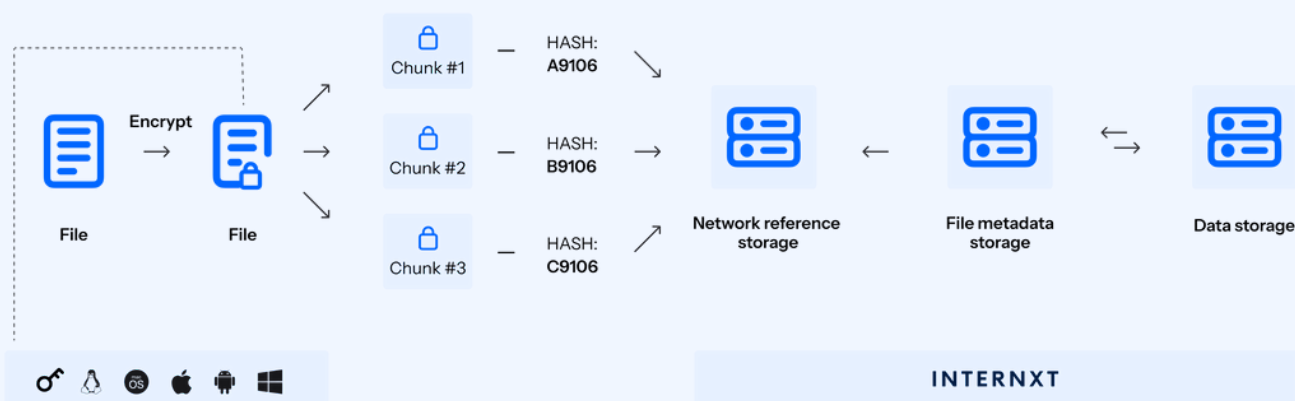 Encrypt
File
File
Chunk #1
HASH:
A9106
Chunk #2
HASH:
B9106
Chunk #3
HASH:
C9106
Network reference
storage
File metadata
storage
Data storage
macOS
INTERNXT